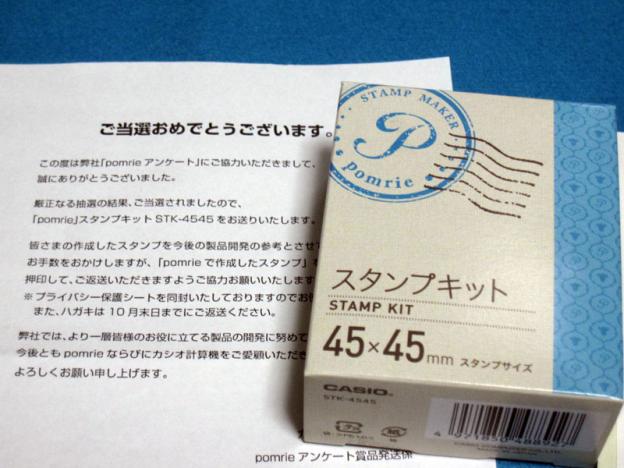 ご当選おめでとうございます。
この度は弊社「pomrie アンケート」にご協力いただきまして、
誠にありがとうございました。
厳正なる抽選の結果、ご当選されましたので、
「pomrie」スタンプキット STK-4545 をお送りいたします。
皆さまの作成したスタンプを今後の製品開発の参考とさせて
お手数をおかけしますが、「pomrie で作成したスタンプ」
押印して、ご返送いただきますようご協力お願いいたします
※プライバシー保護シートを同封いたしておりますのでお
また、ハガキは 10 月末日までにご返送ください。
弊社では、より一層皆様のお役に立てる製品の開発に努めて
今後とも pomrie ならびにカシオ計算機をご愛顧いただき
よろしくお願い申し上げます。
pomrie アンケート賞品発送係
STAMP MAKER
P
pomrie
スタンプキット
STAMP KIT
45×45mm スタンプサイズ
CASIO
STK-4545